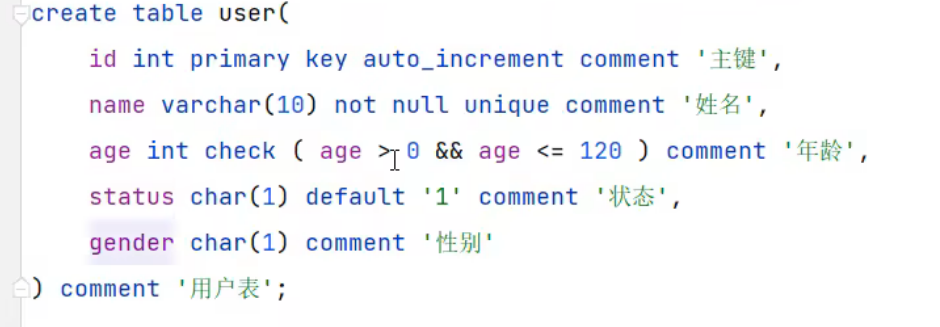 create table user(
id int primary key auto_increment comment '主键',
name varchar(10) not null unique comment '姓名',
age int check ( age > 0 && age <= 120 ) comment '年龄',
status char(1) default '1' comment '状态',
gender char(1) comment '性别'
) comment '用户表';